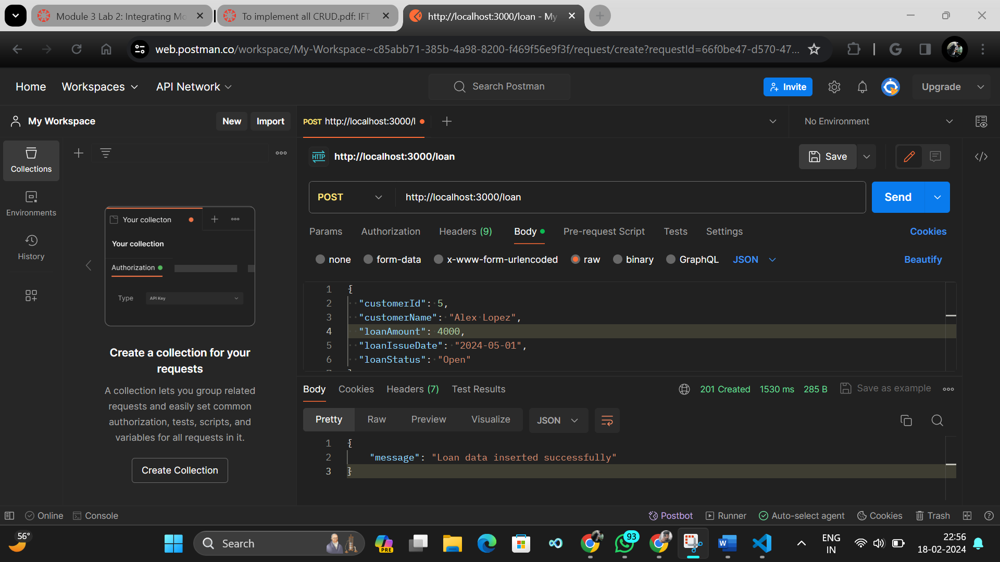 Module 3 Lab 2: Integrating Mo
To implement all CRUD.pdf: IFT
http://localhost:3000/loan - My
web.postman.co/workspace/My-Workspace~c85abb71-385b-4a98-8200-f469f56e9f3f/request/create?requestId=66f0be47-d570-47...
Home
Workspaces
API Network
Search Postman
Invite
Upgrade
My Workspace
New
Import
POST http://localhost:3000/l
No Environment
Collections
Environments
History
Your collecton
Your collection
Authorization
Type
API Key
Create a collection for your
requests
A collection lets you group related
requests and easily set common
authorization, tests, scripts, and
variables for all requests in it.
Create Collection
HTTP
http://localhost:3000/loan
Save
POST
http://localhost:3000/loan
Send
Params
Authorization
Headers (9)
Body
Pre-request Script
Tests
Settings
Cookies
none
form-data
x-www-form-urlencoded
raw
binary
GraphQL
JSON
Beautify
1 {
2 "customerId": 5,
3 "customerName": "Alex Lopez",
4 "loanAmount": 4000,
5 "loanIssueDate": "2024-05-01",
6 "loanStatus": "Open"
Body
Cookies
Headers (7)
Test Results
201 Created
1530 ms
285 B
Save as example
Pretty
Raw
Preview
Visualize
JSON
1 {
2 "message": "Loan data inserted successfully"
3 }
Online
Console
Postbot
Runner
Auto-select agent
Cookies
Trash
56°
Search
PRE
93
ENG
IN
22:56
18-02-2024